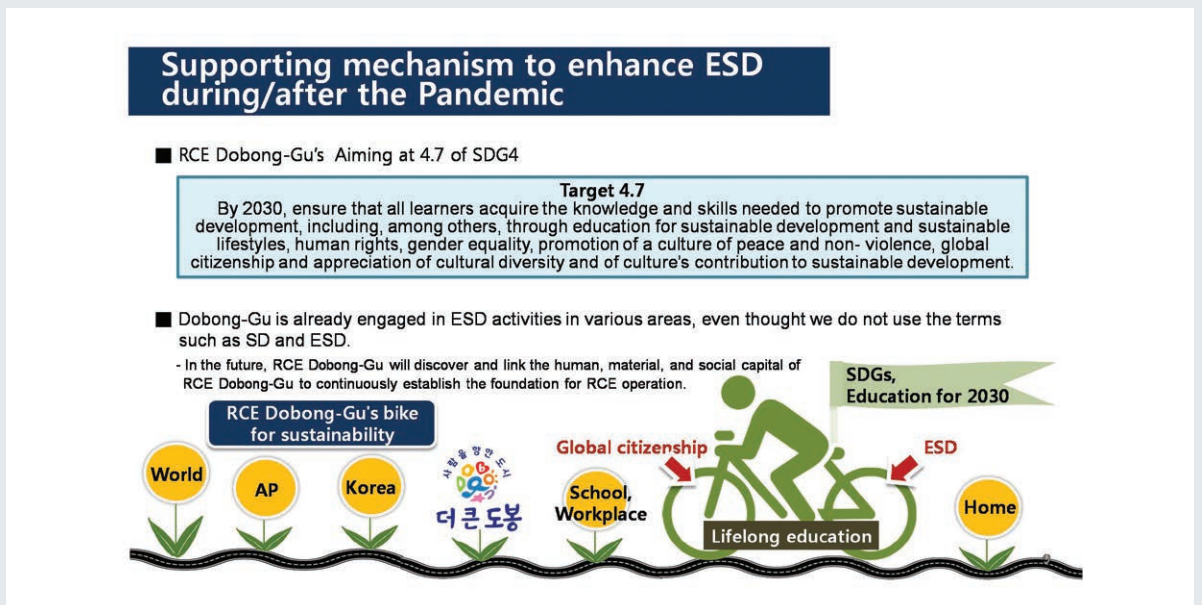 Supporting mechanism to enhance ESD
during/after the Pandemic
■ RCE Dobong-Gu's Aiming at 4.7 of SDG4
Target 4.7
By 2030, ensure that all learners acquire the knowledge and skills needed to promote sustainable
development, including, among others, through education for sustainable development and sustainable
lifestyles, human rights, gender equality, promotion of a culture of peace and non- violence, global
citizenship and appreciation of cultural diversity and of culture's contribution to sustainable development.
■ Dobong-Gu is already engaged in ESD activities in various areas, even thought we do not use the terms
such as SD and ESD.
- In the future, RCE Dobong-Gu will discover and link the human, material, and social capital of
RCE Dobong-Gu to continuously establish the foundation for RCE operation.
SDGs,
Education for 2030
RCE Dobong-Gu's bike
for sustainability
Global citizenship
ESD
World
AP
Korea
사람을 향한 도시
더 큰 도봉
School,
Workplace
Lifelong education
Home